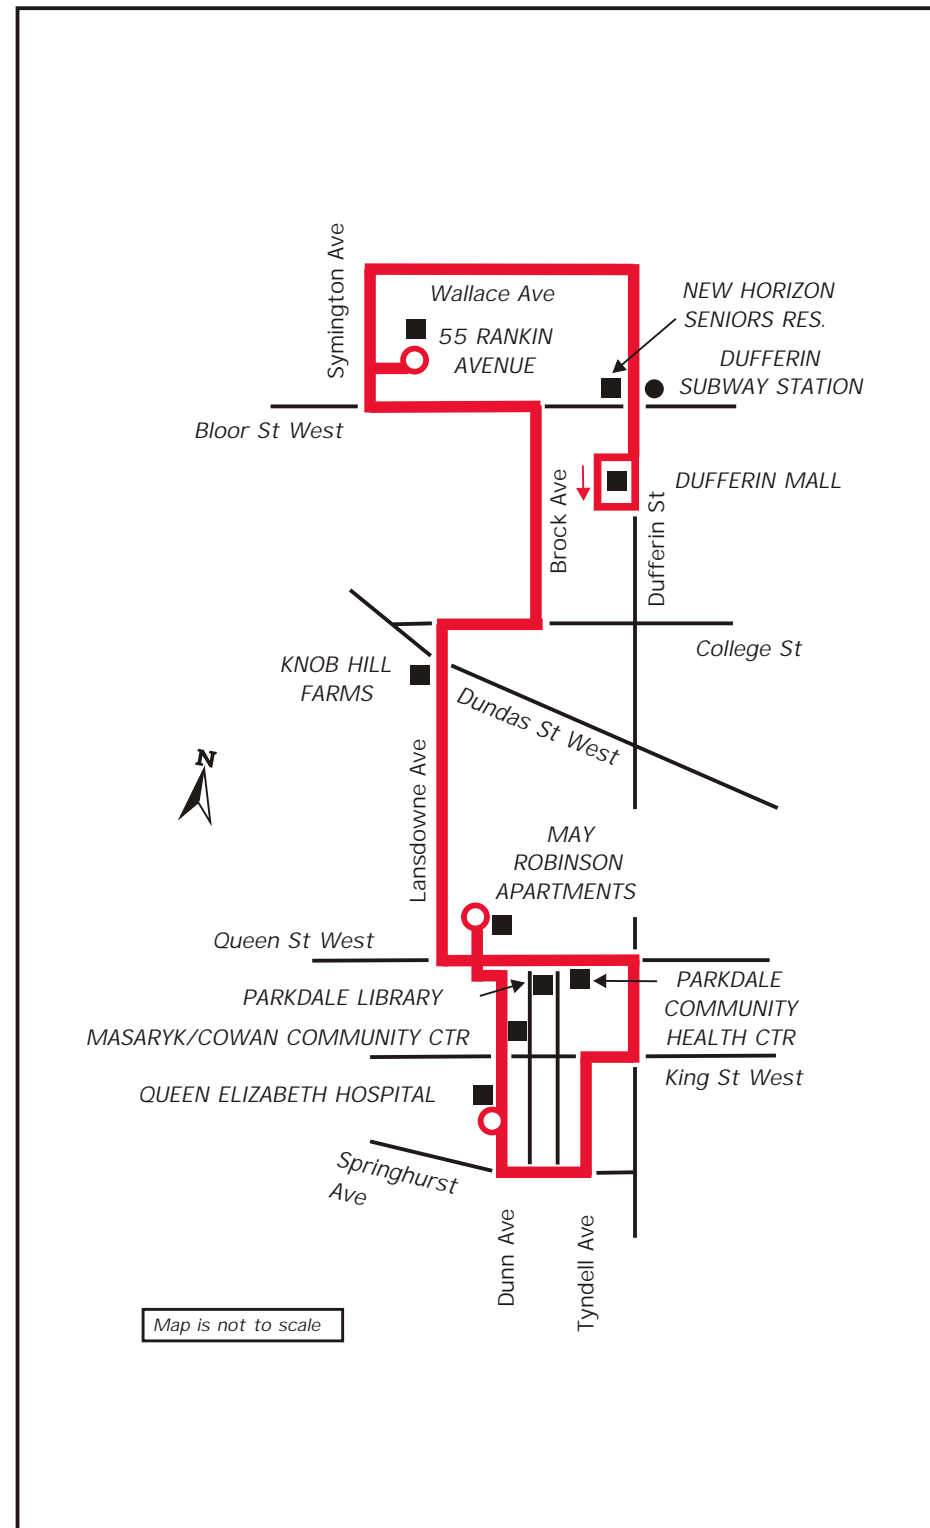 Symington Ave
Wallace Ave
NEW HORIZON
SENIORS RES.
55 RANKIN
AVENUE
DUFFERIN
SUBWAY STATION
Bloor St West
Brock Ave
DUFFERIN MALL
Dufferin St
College St
KNOB HILL
FARMS
Dundas St West
N
Lansdowne Ave
MAY
ROBINSON
APARTMENTS
Queen St West
PARKDALE LIBRARY
PARKDALE
COMMUNITY
HEALTH CTR
MASARYK/COWAN COMMUNITY CTR
King St West
QUEEN ELIZABETH HOSPITAL
Springhurst
Ave
Dunn Ave
Tyndell Ave
Map is not to scale